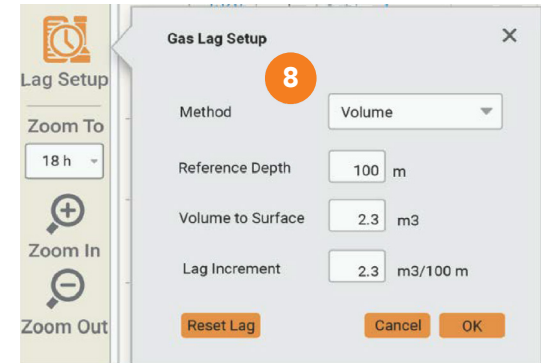 Gas Lag Setup
8
Lag Setup
Method Volume
Zoom To
18 h
Reference Depth 100 m
Volume to Surface 2.3 m3
Zoom In
Lag Increment 2.3 m3/100 m
Zoom Out
Reset Lag Cancel OK